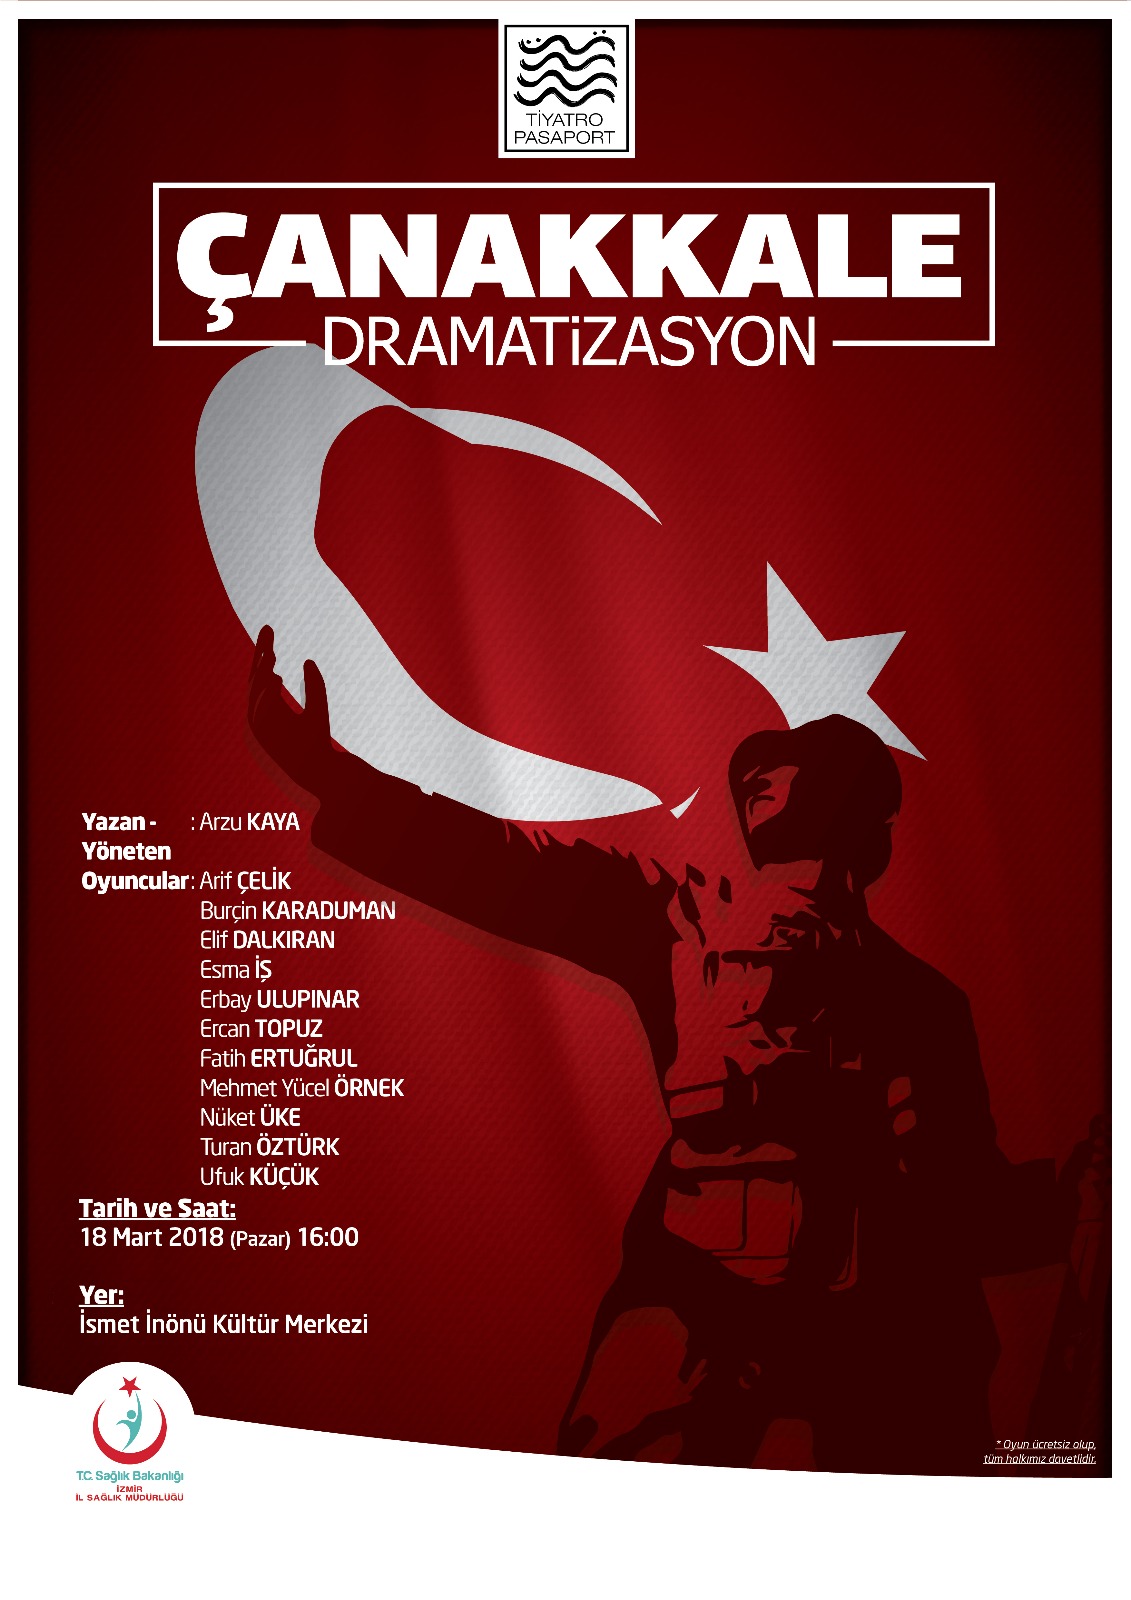 TİYATRO
PASAPORT
ÇANAKKALE
DRAMATİZASYON
Yazan - : Arzu KAYA
Yöneten
Oyuncular : Arif ÇELİK
Burçin KARADUMAN
Elif DALKIRAN
Esma İŞ
Erbay ULUPINAR
Ercan TOPUZ
Fatih ERTUĞRUL
Mehmet Yücel ÖRNEK
Nüket ÜKE
Turan ÖZTÜRK
Ufuk KÜÇÜK
Tarih ve Saat:
18 Mart 2018 (Pazar) 16:00
Yer:
İsmet İnönü Kültür Merkezi
T.C. Sağlık Bakanlığı
İZMİR
İL SAĞLIK MÜDÜRLÜĞÜ
* Oyun ücretsiz olup,
tüm halkımız davetlidir.